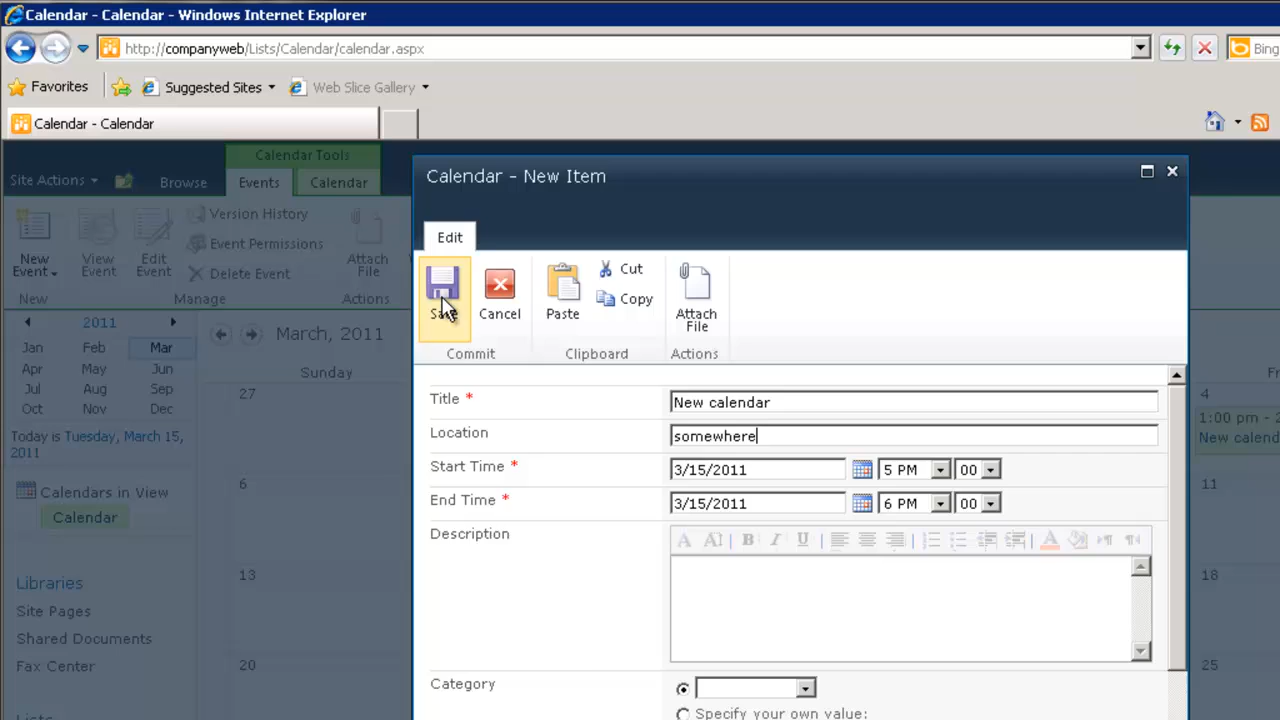 Calendar - Calendar - Windows Internet Explorer
http://companyweb/Lists/Calendar/calendar.aspx
Bing
Favorites
Suggested Sites
Web Slice Gallery
Calendar - Calendar
Calendar Tools
Site Actions
Browse
Events
Calendar
New Event
View Event
Edit Event
Version History
Event Permissions
Delete Event
Attach File
New
Manage
Actions
2011
Jan Feb Mar
Apr May Jun
Jul Aug Sep
Oct Nov Dec
Today is Tuesday, March 15, 2011
Calendars in View
Calendar
Libraries
Site Pages
Shared Documents
Fax Center
March, 2011
Sunday
27
6
13
20
Calendar - New Item
Edit
Cancel
Paste
Cut
Copy
Attach File
Commit
Clipboard
Actions
Title *
New calendar
Location
somewhere
Start Time *
3/15/2011
5 PM
00
End Time *
3/15/2011
6 PM
00
Description
B I U
Category
Specify your own value:
4
1:00 pm - 2
New calend
11
18
25